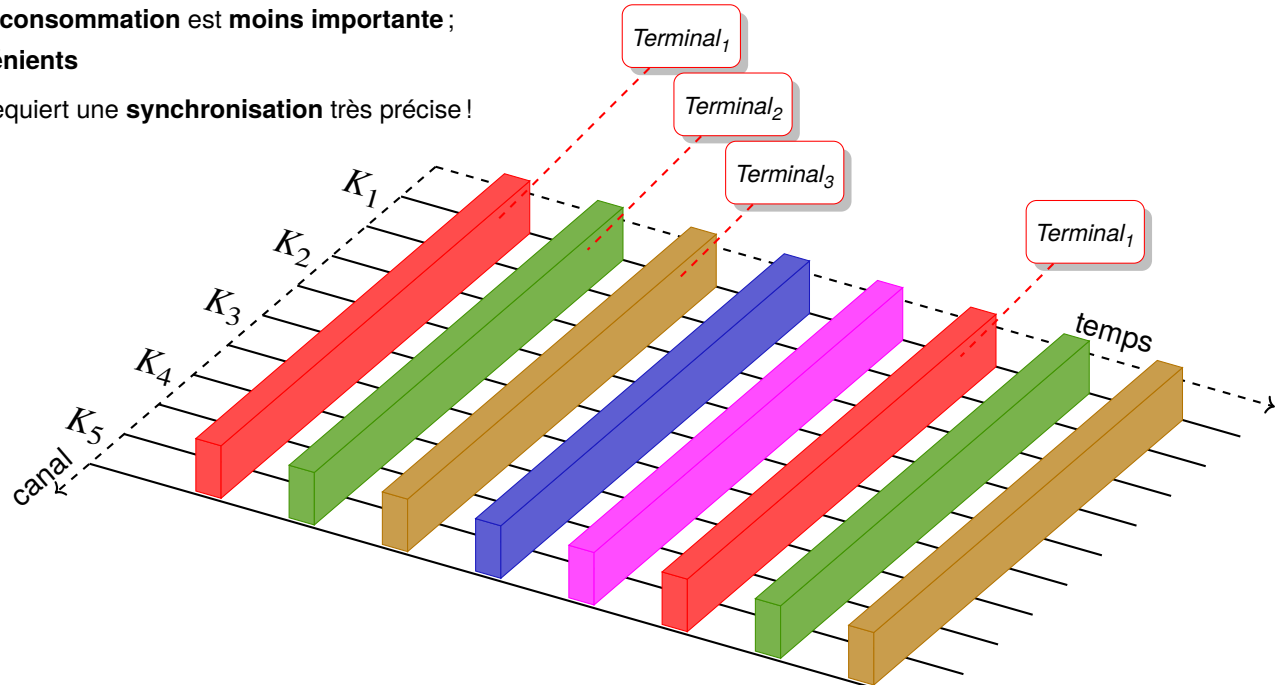 consommation est moins importante ;
enients
equiert une synchronisation très précise !
Terminal1
Terminal2
Terminal3
Terminal1
K1
K2
K3
K4
K5
canal
temps